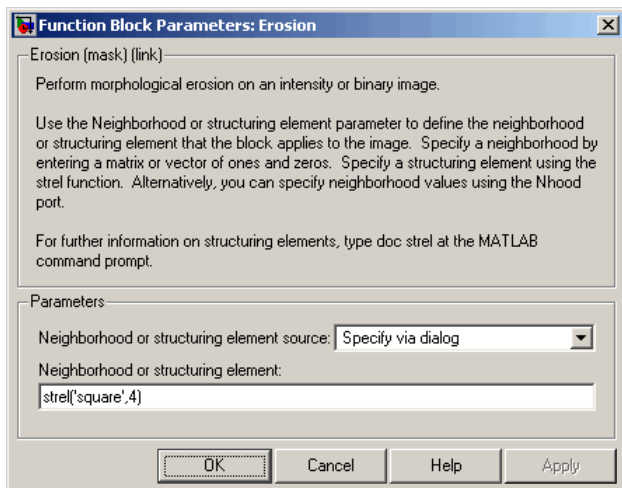 Function Block Parameters: Erosion
Erosion (mask) (link)
Perform morphological erosion on an intensity or binary image.
Use the Neighborhood or structuring element parameter to define the neighborhood
or structuring element that the block applies to the image. Specify a neighborhood by
entering a matrix or vector of ones and zeros. Specify a structuring element using the
strel function. Alternatively, you can specify neighborhood values using the Nhood
port.
For further information on structuring elements, type doc strel at the MATLAB
command prompt.
Parameters
Neighborhood or structuring element source: Specify via dialog
Neighborhood or structuring element:
strel('square',4)
OK Cancel Help Apply